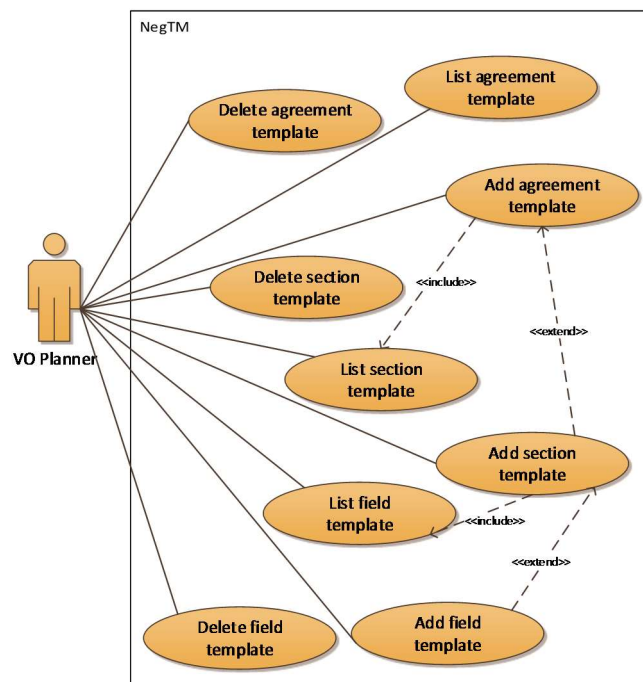 NegTM
List agreement
template
Delete agreement
template
Add agreement
template
Delete section
template
<<include>>
<<extend>>
VO Planner
List section
template
Add section
template
List field
template
<<include>>
<<extend>>
Add field
template
Delete field
template